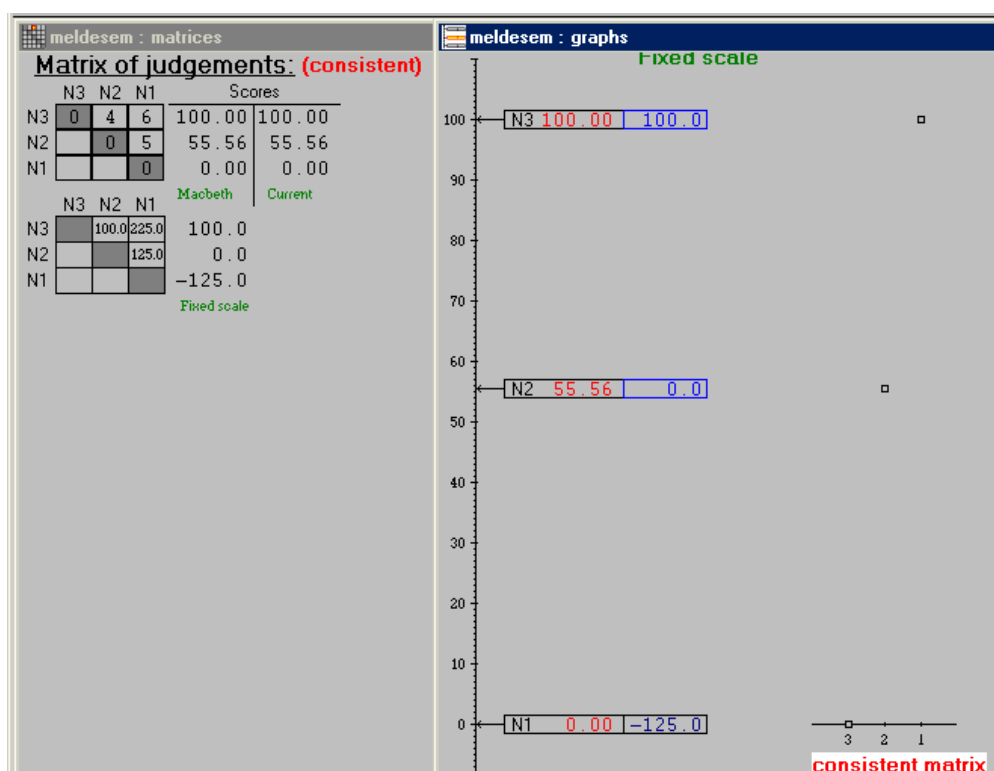 meldesem : matrices
Matrix of judgements: (consistent)
N3 N2 N1 Scores
N3 0 4 6 100.00 100.00
N2 0 5 55.56 55.56
N1 0 0.00 0.00
Macbeth Current
N3 N2 N1
N3 100.0 225.0 100.0
N2 125.0 0.0
N1 -125.0
Fixed scale
meldesem : graphs
Fixed scale
100 N3 100.00 100.0
90
80
70
60
N2 55.56 0.0
50
40
30
20
10
0 N1 0.00 -125.0
3 2 1
consistent matrix